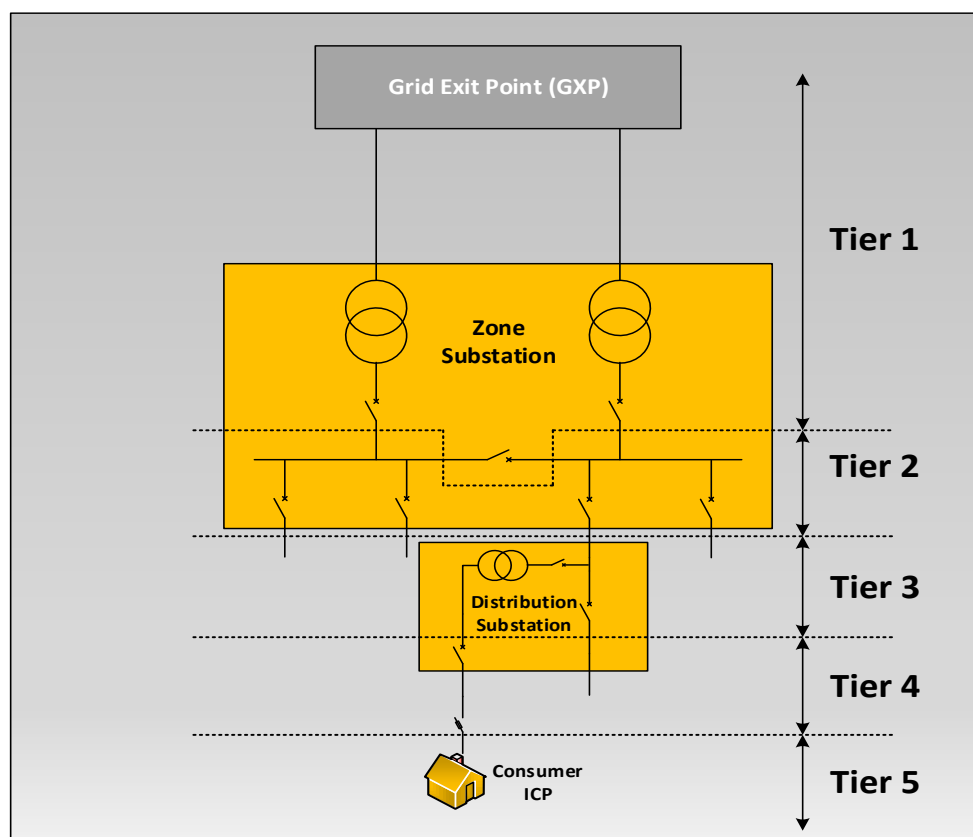 Grid Exit Point (GXP)
Tier 1
Zone
Substation
Tier 2
Tier 3
Distribution
Substation
Tier 4
Consumer
ICP
Tier 5